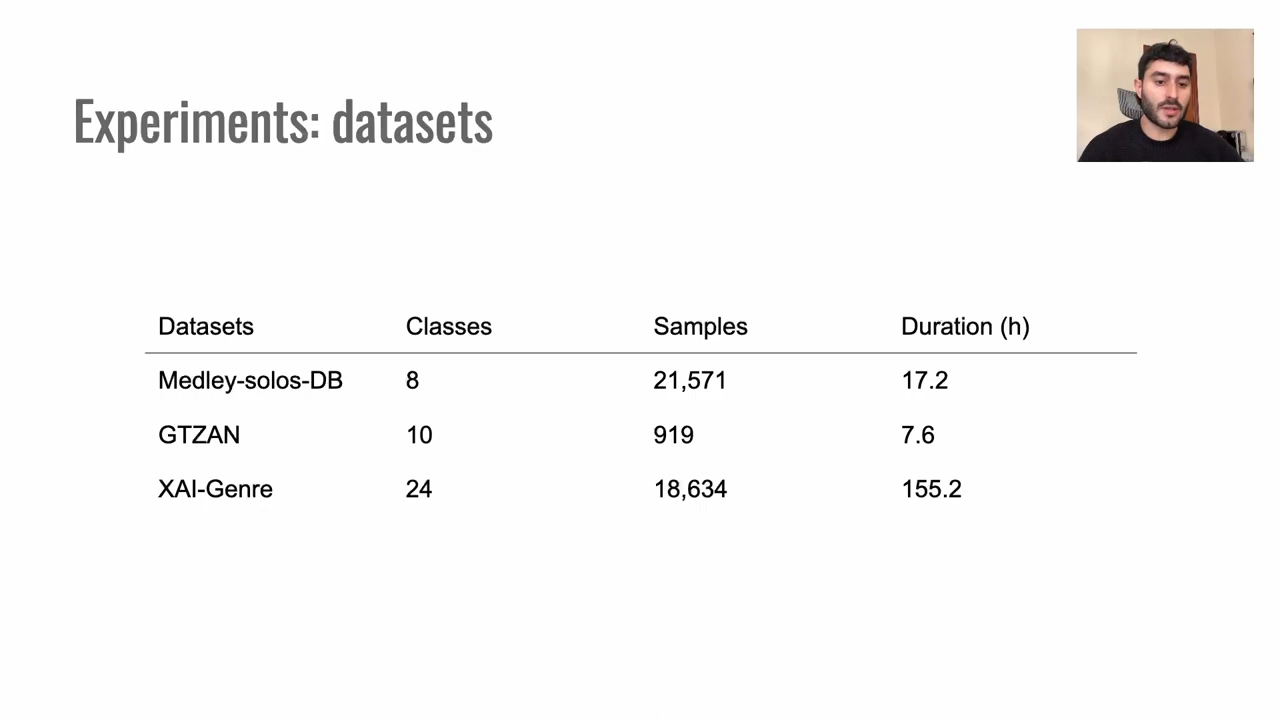 Experiments: datasets
Datasets Classes Samples Duration (h)
Medley-solos-DB 8 21,571 17.2
GTZAN 10 919 7.6
XAI-Genre 24 18,634 155.2